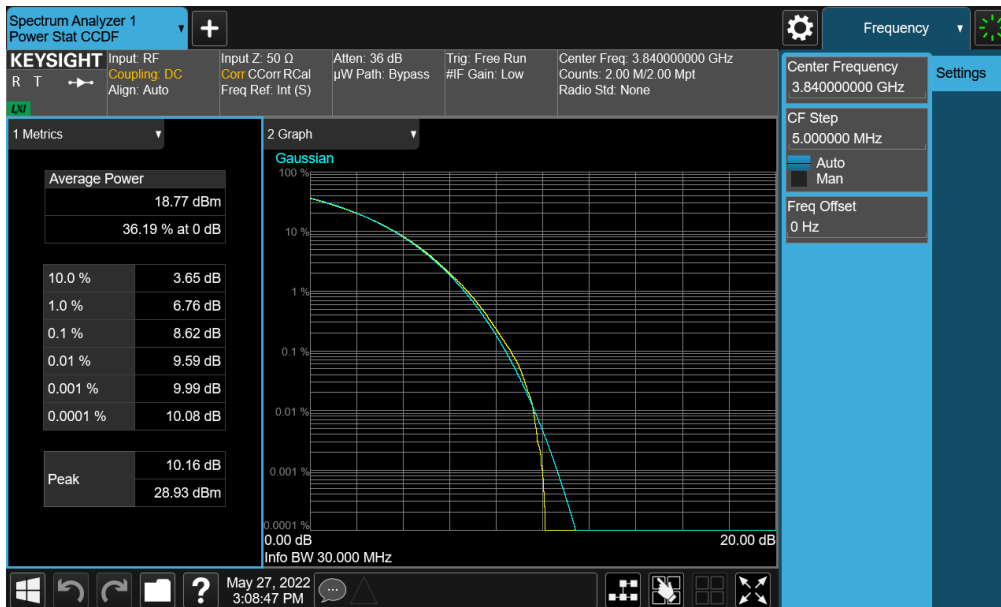 Spectrum Analyzer 1
Power Stat CCDF
+
Frequency
KEYSIGHT
R T
LXI
Input: RF
Coupling: DC
Align: Auto
Input Z: 50 Ω
Corr CCorr RCal
Freq Ref: Int (S)
Atten: 36 dB
µW Path: Bypass
Trig: Free Run
#IF Gain: Low
Center Freq: 3.840000000 GHz
Counts: 2.00 M/2.00 Mpt
Radio Std: None
Center Frequency
3.840000000 GHz
Settings
CF Step
5.000000 MHz
Auto
Man
Freq Offset
0 Hz
1 Metrics
Average Power
18.77 dBm
36.19 % at 0 dB
10.0 % 3.65 dB
1.0 % 6.76 dB
0.1 % 8.62 dB
0.01 % 9.59 dB
0.001 % 9.99 dB
0.0001 % 10.08 dB
Peak
10.16 dB
28.93 dBm
2 Graph
Gaussian
100 %
10 %
1 %
0.1 %
0.01 %
0.001 %
0.0001 %
0.00 dB 20.00 dB
Info BW 30.000 MHz
?
May 27, 2022
3:08:47 PM